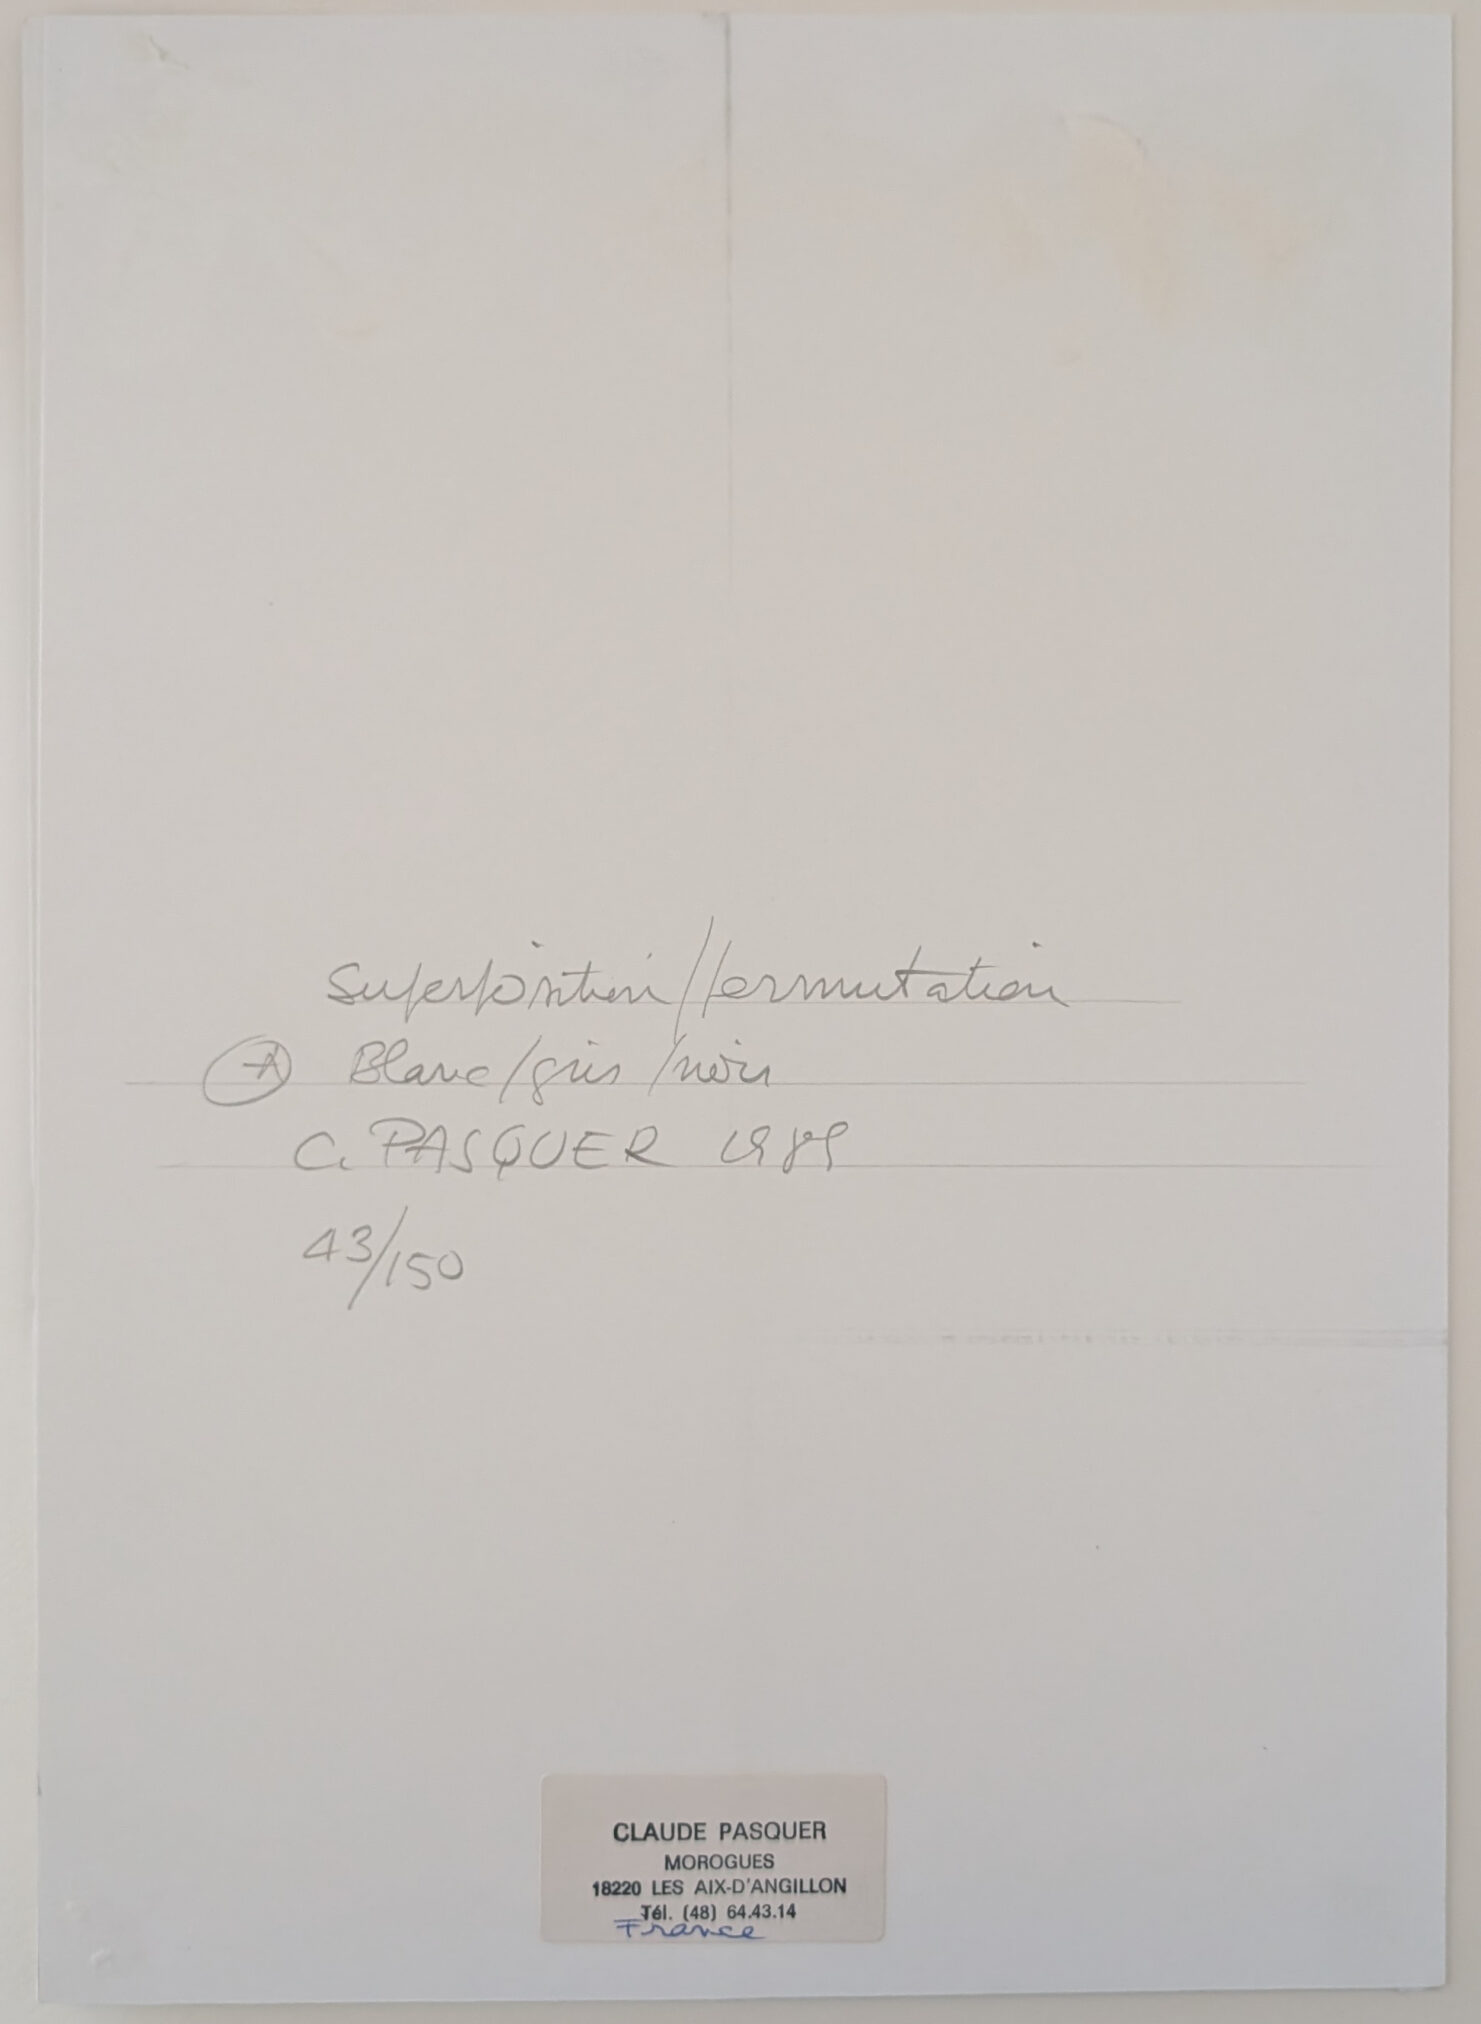 Superposition/permutation
A Blanc/gris/noir
C. PASQUER 1989
43/150
CLAUDE PASQUER
MOROGUES
18220 LES AIX-D'ANGILLON
Tél. (48) 64.43.14
France